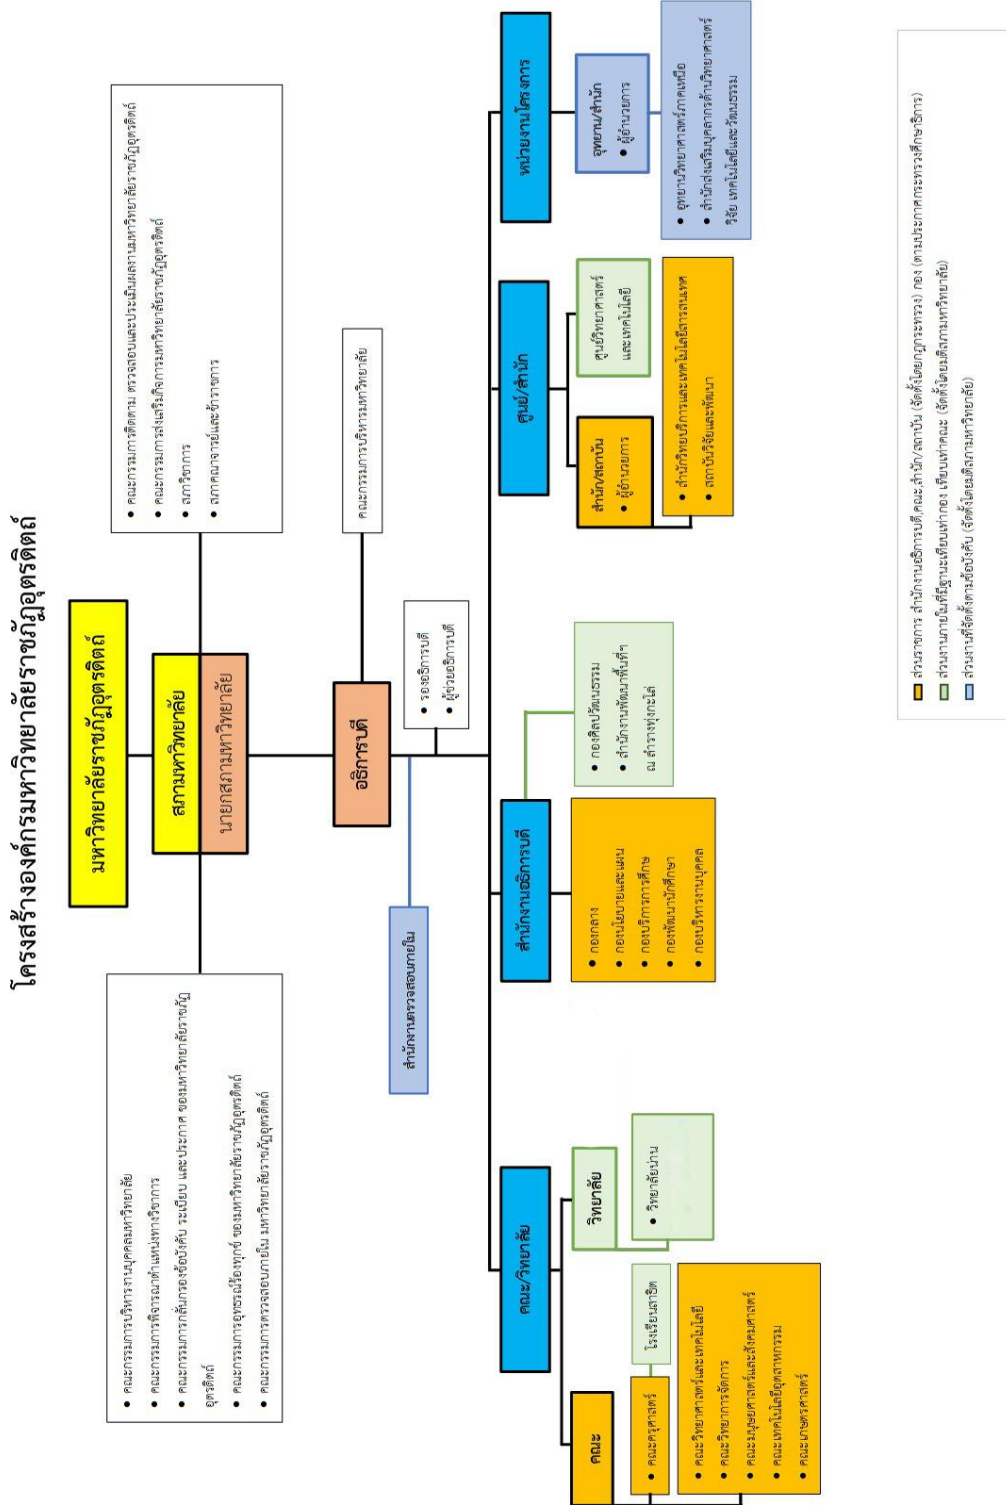 โครงสร้างองค์กรมหาวิทยาลัยราชภัฏอุตรดิตถ์
มหาวิทยาลัยราชภัฏอุตรดิตถ์
สภามหาวิทยาลัย
นายกสภามหาวิทยาลัย
• คณะกรรมการบริหารงานบุคคลมหาวิทยาลัย
• คณะกรรมการพิจารณาตำแหน่งทางวิชาการ
• คณะกรรมการกลั่นกรองข้อบังคับ ระเบียบ และประกาศ ของมหาวิทยาลัยราชภัฏ
อุตรดิตถ์
• คณะกรรมการอุทธรณ์ร้องทุกข์ ของมหาวิทยาลัยราชภัฏอุตรดิตถ์
• คณะกรรมการตรวจสอบภายใน มหาวิทยาลัยราชภัฏอุตรดิตถ์
• คณะกรรมการติดตาม ตรวจสอบและประเมินผลงานมหาวิทยาลัยราชภัฏอุตรดิตถ์
• คณะกรรมการส่งเสริมกิจการมหาวิทยาลัยราชภัฏอุตรดิตถ์
• สภาวิชาการ
• สภาคณาจารย์และข้าราชการ
อธิการบดี
คณะกรรมการบริหารมหาวิทยาลัย
สำนักงานตรวจสอบภายใน
• รองอธิการบดี
• ผู้ช่วยอธิการบดี
คณะ/วิทยาลัย
คณะ
• คณะครุศาสตร์
โรงเรียนสาธิต
• คณะวิทยาศาสตร์และเทคโนโลยี
• คณะวิทยาการจัดการ
• คณะมนุษยศาสตร์และสังคมศาสตร์
• คณะเทคโนโลยีอุตสาหกรรม
• คณะเกษตรศาสตร์
วิทยาลัย
• วิทยาลัยน่าน
สำนักงานอธิการบดี
• กองกลาง
• กองนโยบายและแผน
• กองบริการการศึกษา
• กองพัฒนานักศึกษา
• กองบริหารงานบุคคล
• กองศิลปวัฒนธรรม
• สำนักงานพัฒนาพื้นที่ฯ
ณ ลำรางทุ่งกะโล่
ศูนย์/สำนัก
สำนัก/สถาบัน
• ผู้อำนวยการ
• สำนักวิทยบริการและเทคโนโลยีสารสนเทศ
• สถาบันวิจัยและพัฒนา
ศูนย์วิทยาศาสตร์
และเทคโนโลยี
หน่วยงานโครงการ
อุทยาน/สำนัก
• ผู้อำนวยการ
• อุทยานวิทยาศาสตร์ภาคเหนือ
• สำนักส่งเสริมบุคลากรด้านวิทยาศาสตร์
วิจัย เทคโนโลยีและวัฒนธรรม
ส่วนราชการ สำนักงานอธิการบดี,คณะ,สำนัก/สถาบัน (จัดตั้งโดยกฎกระทรวง) กอง (ตามประกาศกระทรวงศึกษาธิการ)
ส่วนงานภายในที่มีฐานะเทียบเท่ากอง เทียบเท่าคณะ (จัดตั้งโดยมติสภามหาวิทยาลัย)
ส่วนงานที่จัดตั้งตามข้อบังคับ (จัดตั้งโดยมติสภามหาวิทยาลัย)